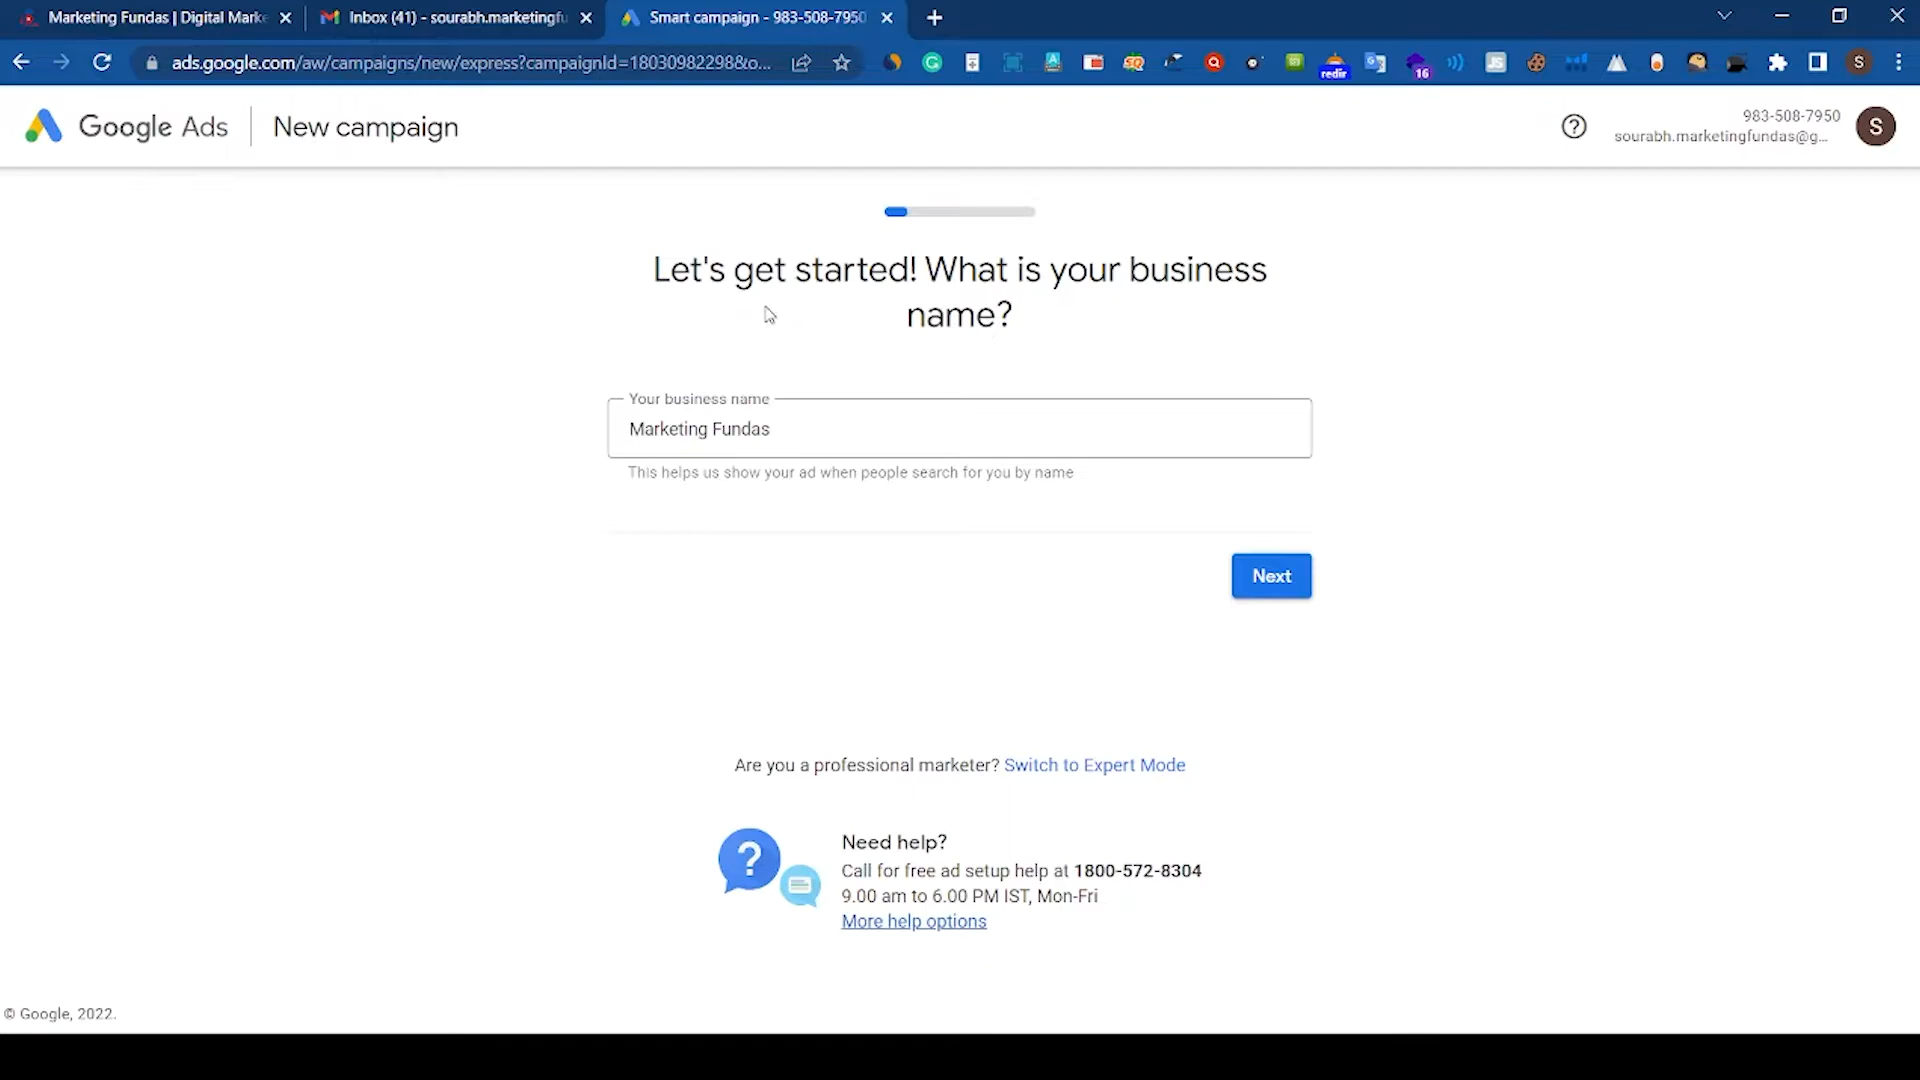 Marketing Fundas | Digital Marke
Inbox (41) - sourabh.marketingfu
Smart campaign - 983-508-7950
ads.google.com/aw/campaigns/new/express?campaignId=18030982298&o...
redir
16
JS
S
Google Ads
New campaign
983-508-7950
sourabh.marketingfundas@g...
S
Let's get started! What is your business
name?
Your business name
Marketing Fundas
This helps us show your ad when people search for you by name
Next
Are you a professional marketer? Switch to Expert Mode
Need help?
Call for free ad setup help at 1800-572-8304
9.00 am to 6.00 PM IST, Mon-Fri
More help options
© Google, 2022.